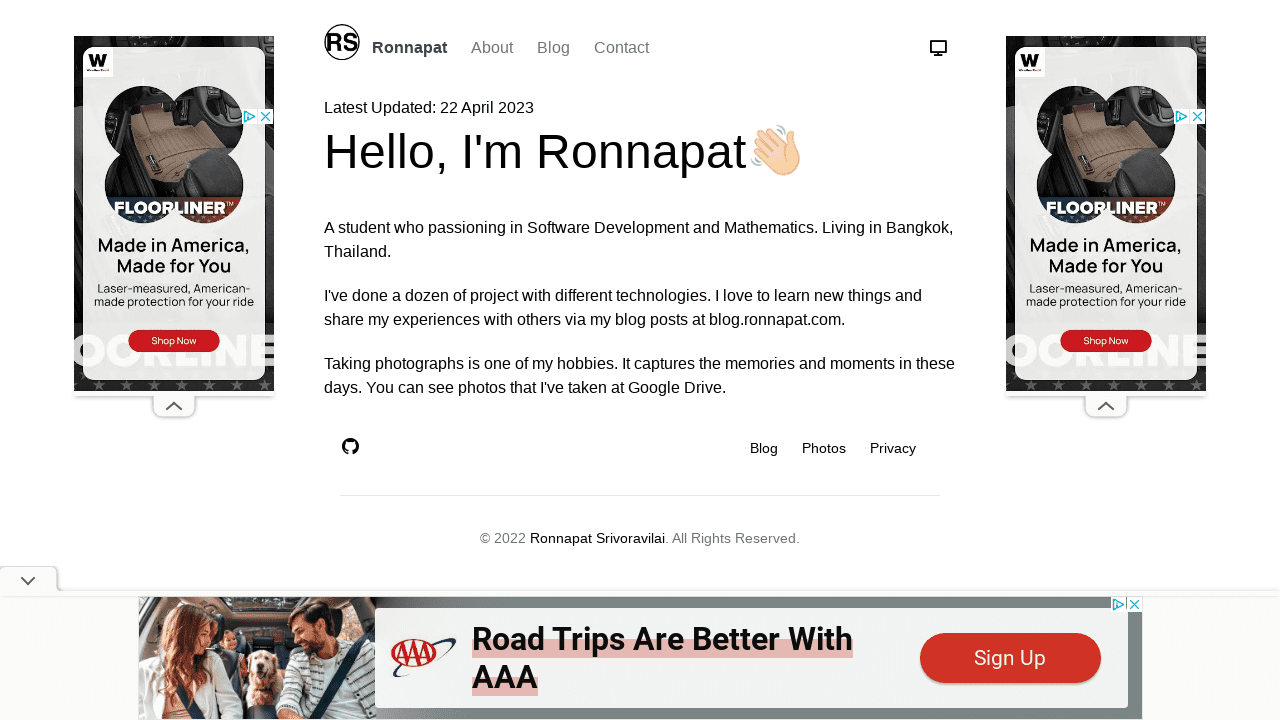 RS
Ronnapat About Blog Contact
Latest Updated: 22 April 2023
Hello, I'm Ronnapat👋🏻
A student who passioning in Software Development and Mathematics. Living in Bangkok,
Thailand.
I've done a dozen of project with different technologies. I love to learn new things and
share my experiences with others via my blog posts at blog.ronnapat.com.
Taking photographs is one of my hobbies. It captures the memories and moments in these
days. You can see photos that I've taken at Google Drive.
Blog Photos Privacy
© 2022 Ronnapat Srivoravilai. All Rights Reserved.
W
FLOORLINER™
Made in America,
Made for You
Laser-measured, American-
made protection for your ride
Shop Now
W
FLOORLINER™
Made in America,
Made for You
Laser-measured, American-
made protection for your ride
Shop Now
AAA
Road Trips Are Better With
AAA
Sign Up